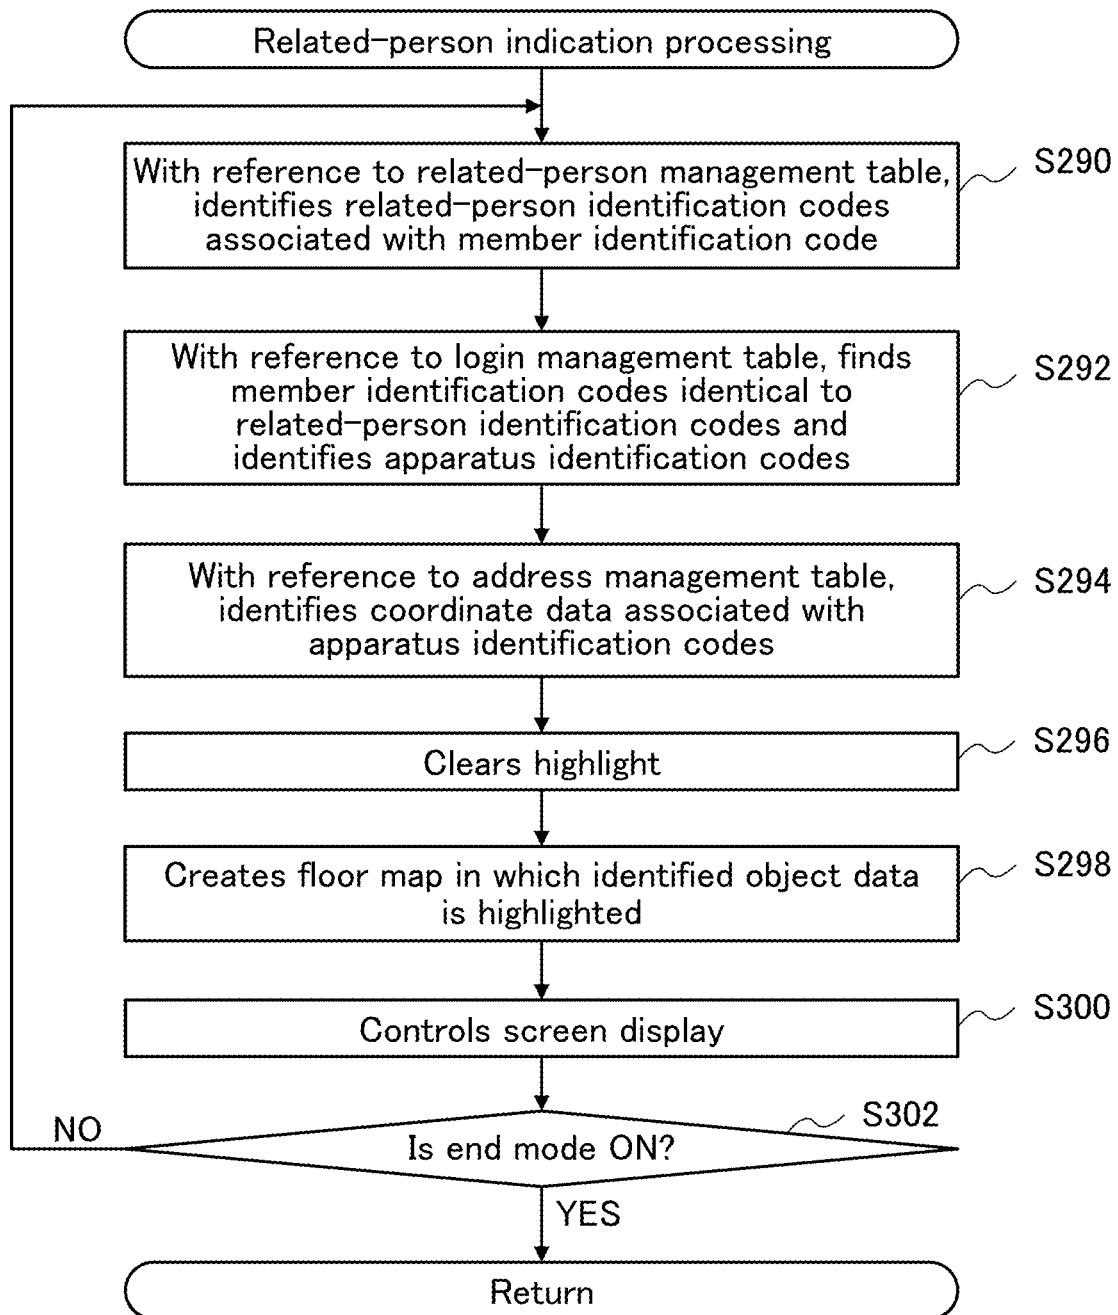 Related-person indication processing
With reference to related-person management table,
identifies related-person identification codes
associated with member identification code
S290
With reference to login management table, finds
member identification codes identical to
related-person identification codes and
identifies apparatus identification codes
S292
With reference to address management table,
identifies coordinate data associated with
apparatus identification codes
S294
Clears highlight
S296
Creates floor map in which identified object data
is highlighted
S298
Controls screen display
S300
Is end mode ON?
S302
NO
YES
Return